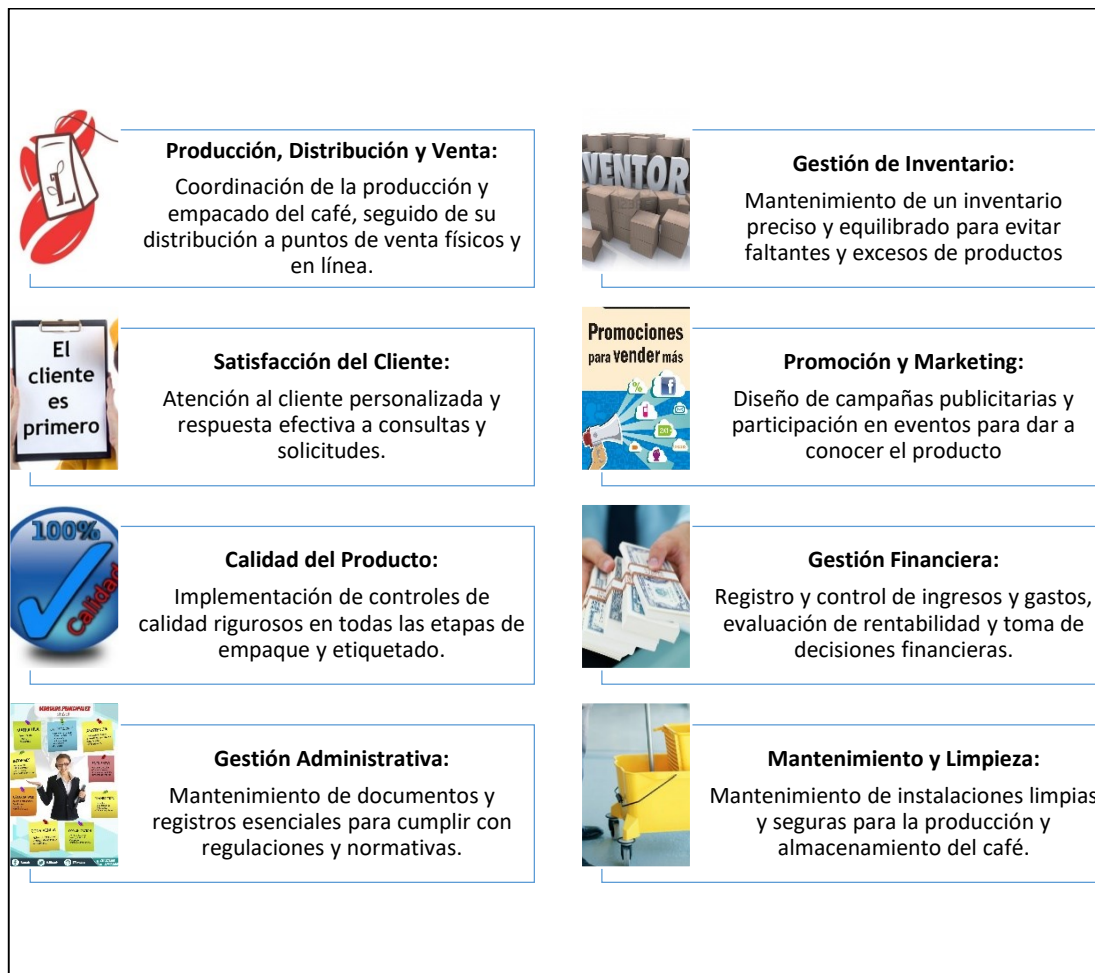 Producción, Distribución y Venta:
Coordinación de la producción y
empacado del café, seguido de su
distribución a puntos de venta físicos y
en línea.
VENTOR
Gestión de Inventario:
Mantenimiento de un inventario
preciso y equilibrado para evitar
faltantes y excesos de productos
El
cliente
es
primero
Satisfacción del Cliente:
Atención al cliente personalizada y
respuesta efectiva a consultas y
solicitudes.
Promociones
para vender más
Promoción y Marketing:
Diseño de campañas publicitarias y
participación en eventos para dar a
conocer el producto
100%
Calidad
Calidad del Producto:
Implementación de controles de
calidad rigurosos en todas las etapas de
empaque y etiquetado.
Gestión Financiera:
Registro y control de ingresos y gastos,
evaluación de rentabilidad y toma de
decisiones financieras.
Gestión Administrativa:
Mantenimiento de documentos y
registros esenciales para cumplir con
regulaciones y normativas.
Mantenimiento y Limpieza:
Mantenimiento de instalaciones limpias
y seguras para la producción y
almacenamiento del café.